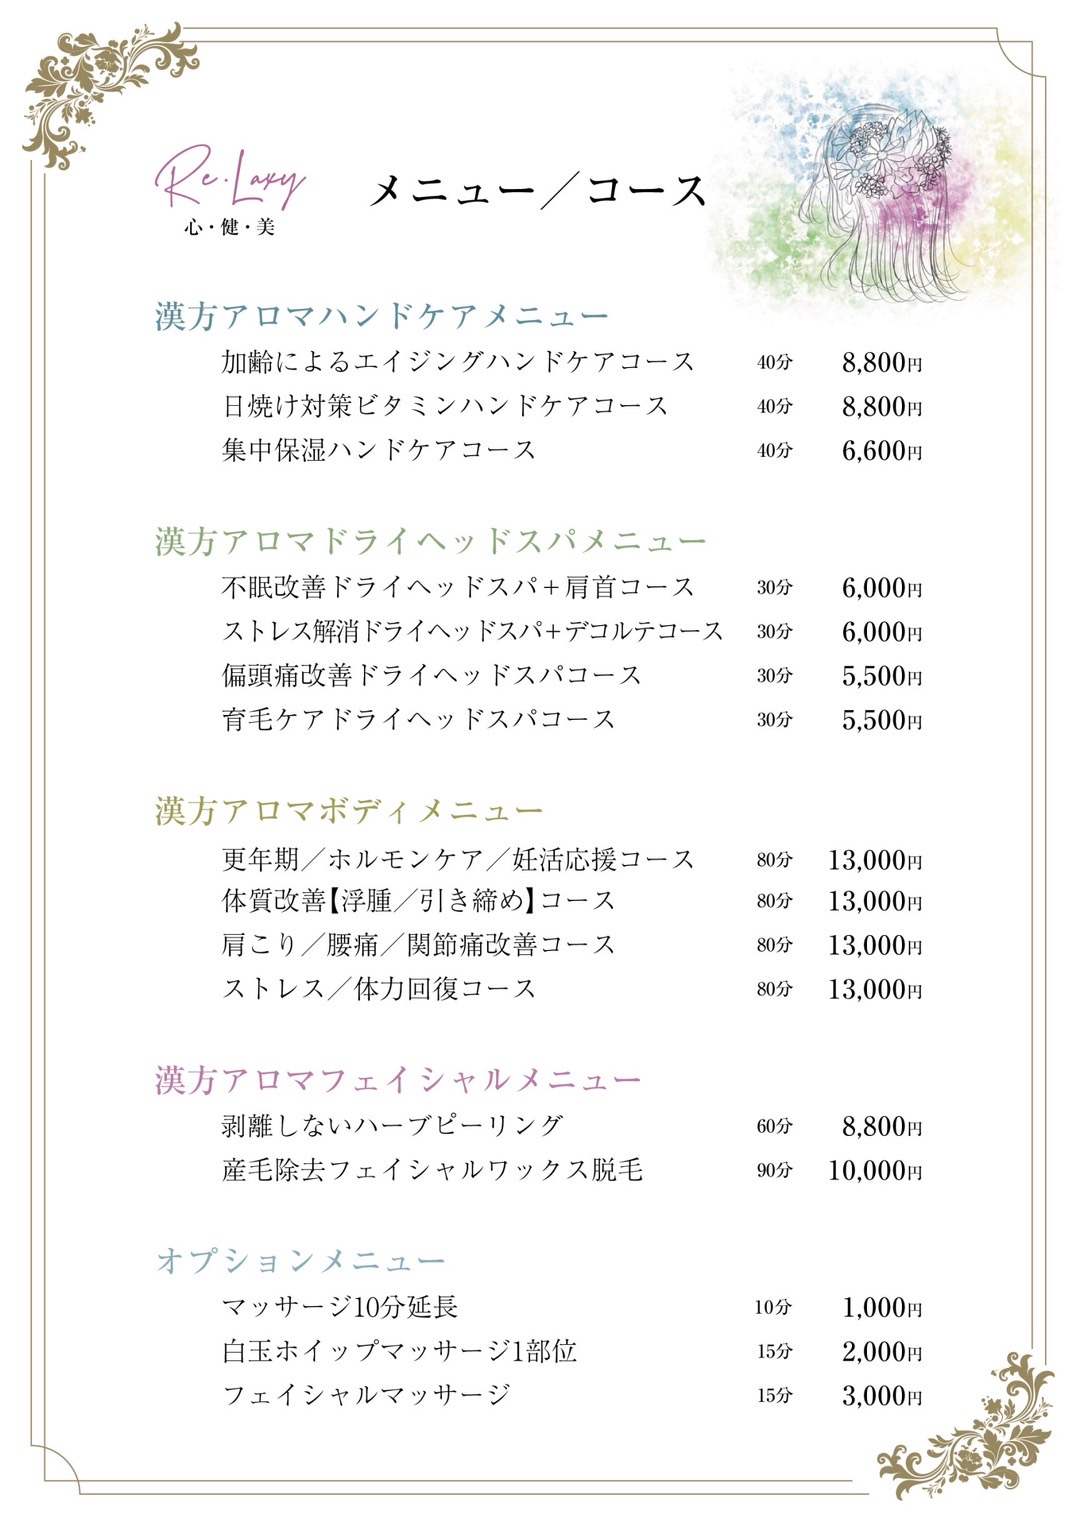 Re・Laxy
心・健・美
メニュー／コース
漢方アロマハンドケアメニュー
加齢によるエイジングハンドケアコース 40分 8,800円
日焼け対策ビタミンハンドケアコース 40分 8,800円
集中保湿ハンドケアコース 40分 6,600円
漢方アロマドライヘッドスパメニュー
不眠改善ドライヘッドスパ＋肩首コース 30分 6,000円
ストレス解消ドライヘッドスパ＋デコルテコース 30分 6,000円
偏頭痛改善ドライヘッドスパコース 30分 5,500円
育毛ケアドライヘッドスパコース 30分 5,500円
漢方アロマボディメニュー
更年期／ホルモンケア／妊活応援コース 80分 13,000円
体質改善【浮腫／引き締め】コース 80分 13,000円
肩こり／腰痛／関節痛改善コース 80分 13,000円
ストレス／体力回復コース 80分 13,000円
漢方アロマフェイシャルメニュー
剥離しないハーブピーリング 60分 8,800円
産毛除去フェイシャルワックス脱毛 90分 10,000円
オプションメニュー
マッサージ10分延長 10分 1,000円
白玉ホイップマッサージ1部位 15分 2,000円
フェイシャルマッサージ 15分 3,000円